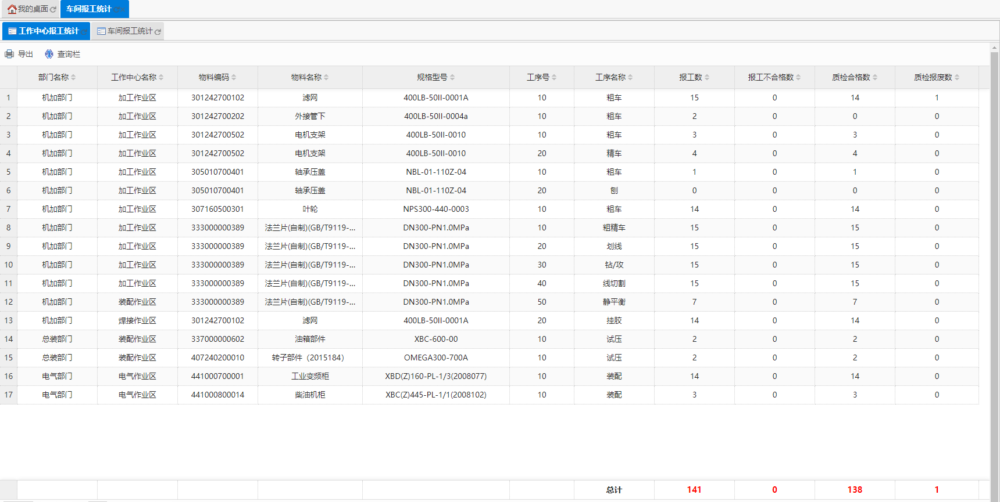 我的桌面 车间报工统计
工作中心报工统计 车间报工统计
导出 查询栏
部门名称 工作中心名称 物料编码 物料名称 规格型号 工序号 工序名称 报工数 报工不合格数 质检合格数 质检报废数
1 机加部门 加工作业区 301242700102 滤网 400LB-50II-0001A 10 粗车 15 0 14 1
2 机加部门 加工作业区 301242700202 外接管下 400LB-50II-0004a 10 粗车 2 0 0 0
3 机加部门 加工作业区 301242700502 电机支架 400LB-50II-0010 10 粗车 3 0 3 0
4 机加部门 加工作业区 301242700502 电机支架 400LB-50II-0010 20 精车 4 0 4 0
5 机加部门 加工作业区 305010700401 轴承压盖 NBL-01-110Z-04 10 粗车 1 0 1 0
6 机加部门 加工作业区 305010700401 轴承压盖 NBL-01-110Z-04 20 刨 0 0 0 0
7 机加部门 加工作业区 307160500301 叶轮 NPS300-440-0003 10 粗车 14 0 14 0
8 机加部门 加工作业区 333000000389 法兰片(自制)(GB/T9119-... DN300-PN1.0MPa 10 粗精车 15 0 15 0
9 机加部门 加工作业区 333000000389 法兰片(自制)(GB/T9119-... DN300-PN1.0MPa 20 划线 15 0 15 0
10 机加部门 加工作业区 333000000389 法兰片(自制)(GB/T9119-... DN300-PN1.0MPa 30 钻/攻 15 0 15 0
11 机加部门 加工作业区 333000000389 法兰片(自制)(GB/T9119-... DN300-PN1.0MPa 40 线切割 15 0 15 0
12 机加部门 装配作业区 333000000389 法兰片(自制)(GB/T9119-... DN300-PN1.0MPa 50 静平衡 7 0 7 0
13 机加部门 焊接作业区 301242700102 滤网 400LB-50II-0001A 20 挂胶 14 0 14 0
14 总装部门 装配作业区 337000000602 油箱部件 XBC-600-00 10 试压 2 0 2 0
15 总装部门 装配作业区 407240200010 转子部件（2015184） OMEGA300-700A 10 试压 2 0 2 0
16 电气部门 电气作业区 441000700001 工业变频柜 XBD(Z)160-PL-1/3(2008077) 10 装配 14 0 14 0
17 电气部门 电气作业区 441000800014 柴油机柜 XBC(Z)445-PL-1/1(2008102) 10 装配 3 0 3 0
总计 141 0 138 1